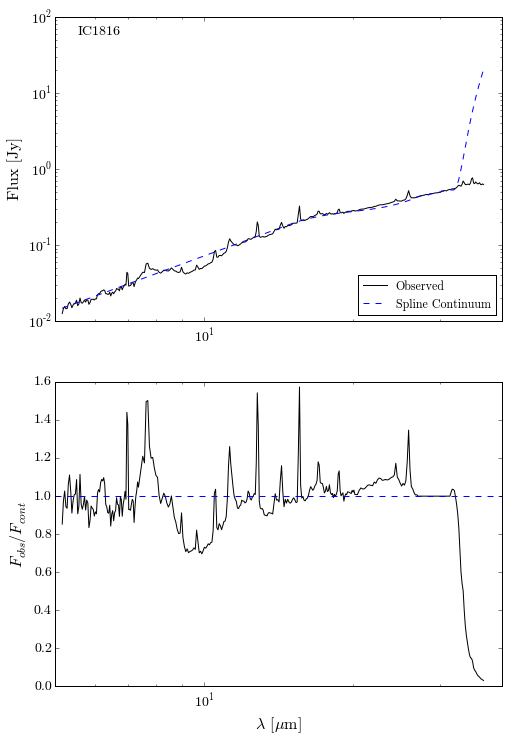 IC1816
Flux [Jy]
10^2
10^1
10^0
10^-1
10^-2
Observed
Spline Continuum
10^1
F_obs/F_cont
1.6
1.4
1.2
1.0
0.8
0.6
0.4
0.2
0.0
10^1
λ [μm]